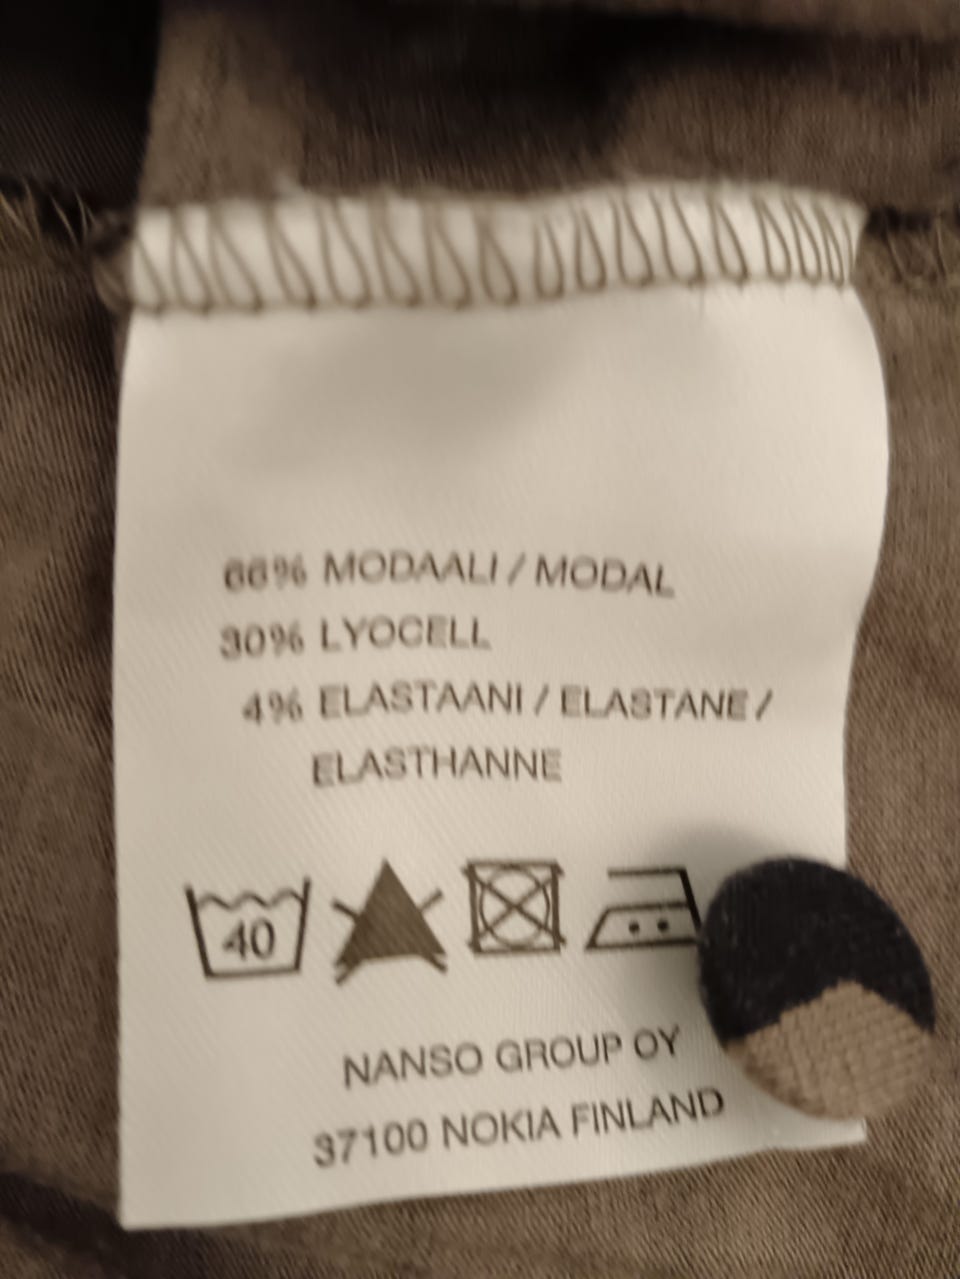 66% MODAALI / MODAL
30% LYOCELL
4% ELASTAANI / ELASTANE /
ELASTHANNE
40
NANSO GROUP OY
37100 NOKIA FINLAND